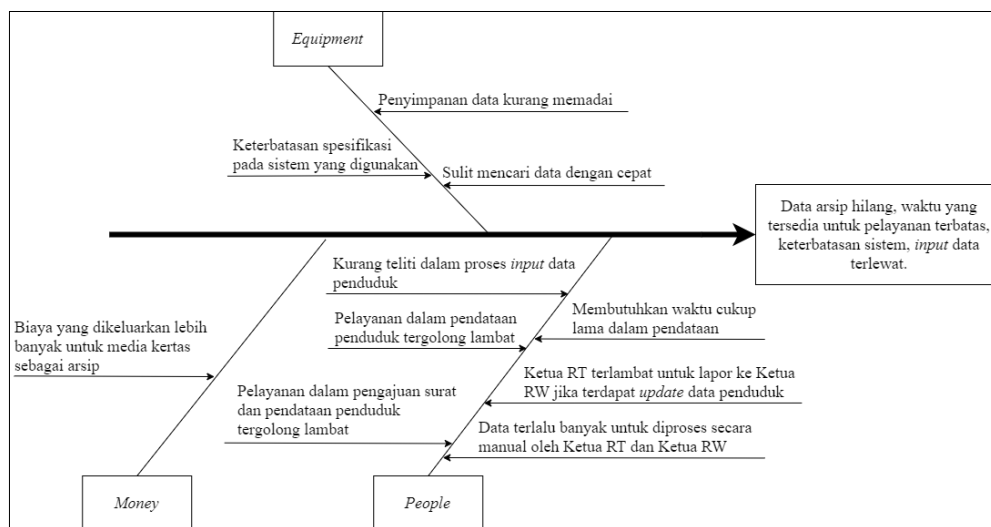 Equipment
Penyimpanan data kurang memadai
Keterbatasan spesifikasi
pada sistem yang digunakan
Sulit mencari data dengan cepat
Data arsip hilang, waktu yang
tersedia untuk pelayanan terbatas,
keterbatasan sistem, input data
terlewat.
Kurang teliti dalam proses input data
penduduk
Membutuhkan waktu cukup
lama dalam pendataan
Pelayanan dalam pendataan
penduduk tergolong lambat
Biaya yang dikeluarkan lebih
banyak untuk media kertas
sebagai arsip
Ketua RT terlambat untuk lapor ke Ketua
RW jika terdapat update data penduduk
Pelayanan dalam pengajuan surat
dan pendataan penduduk
tergolong lambat
Data terlalu banyak untuk diproses secara
manual oleh Ketua RT dan Ketua RW
Money
People